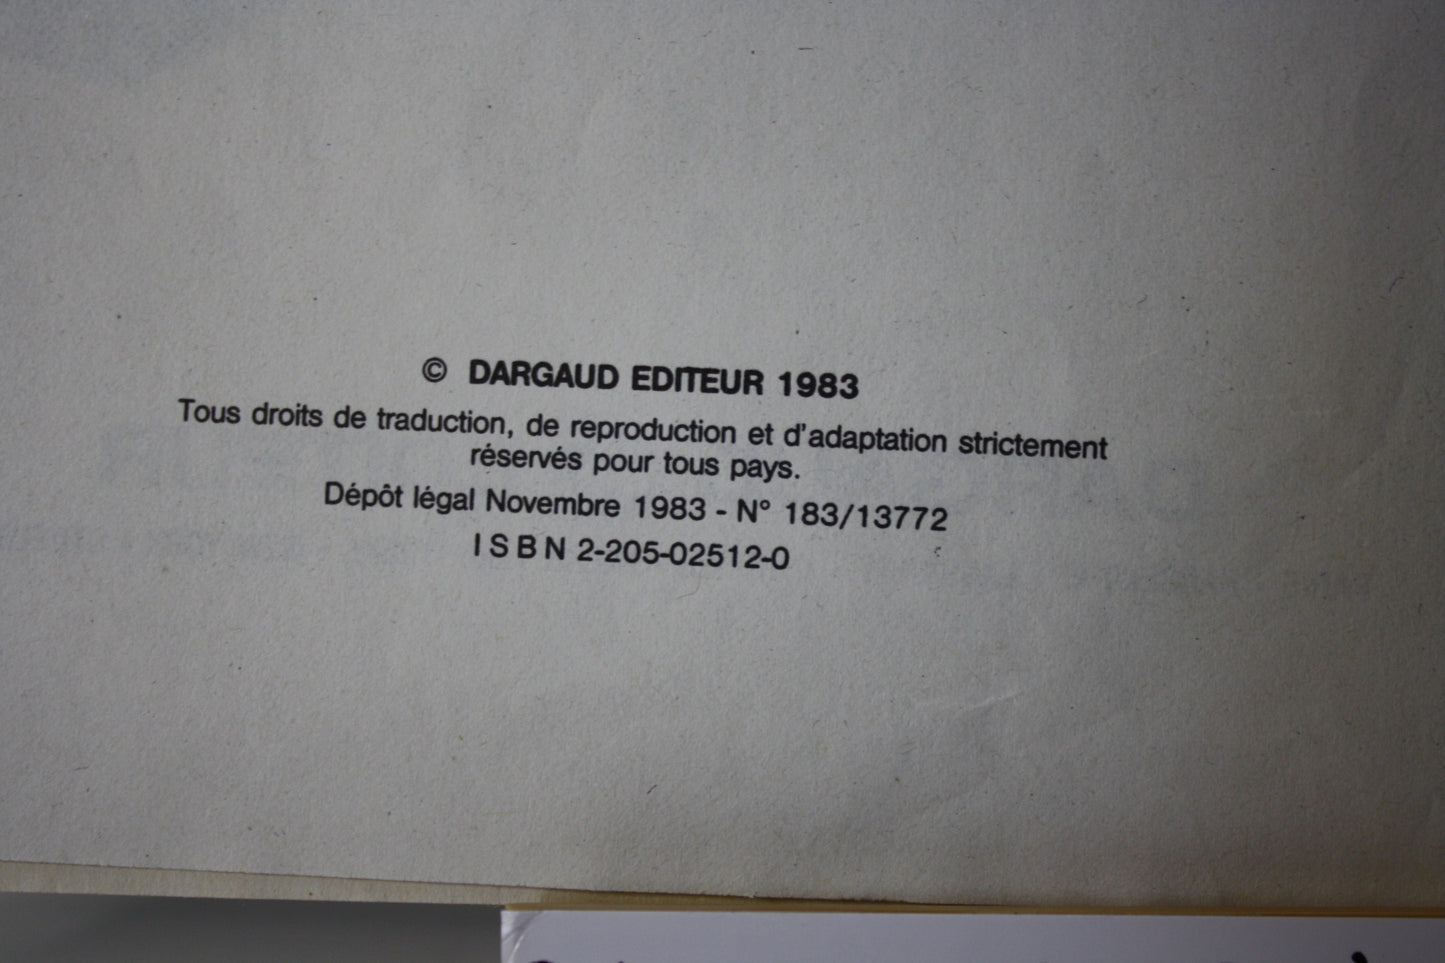 © DARGAUD EDITEUR 1983
Tous droits de traduction, de reproduction et d'adaptation strictement
réservés pour tous pays.
Dépôt légal Novembre 1983 - N° 183/13772
ISBN 2-205-02512-0